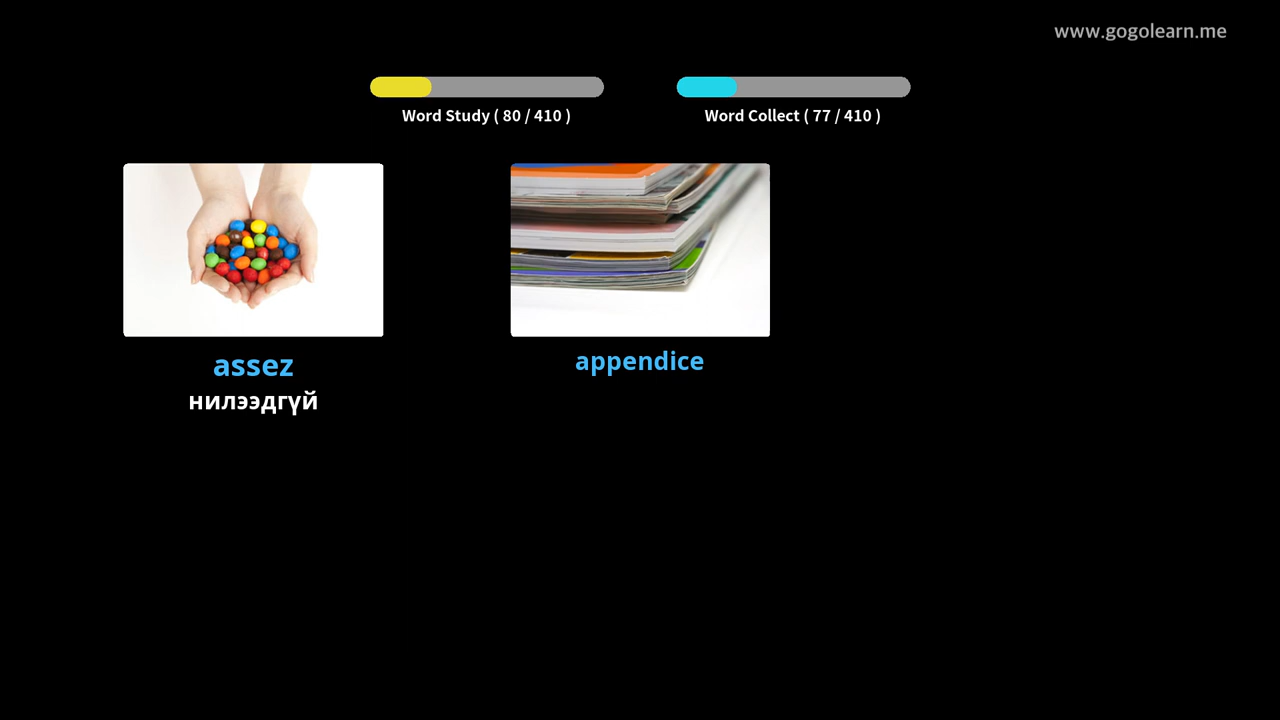 www.gogolearn.me
Word Study ( 80 / 410 )
Word Collect ( 77 / 410 )
assez
нилээдгүй
appendice